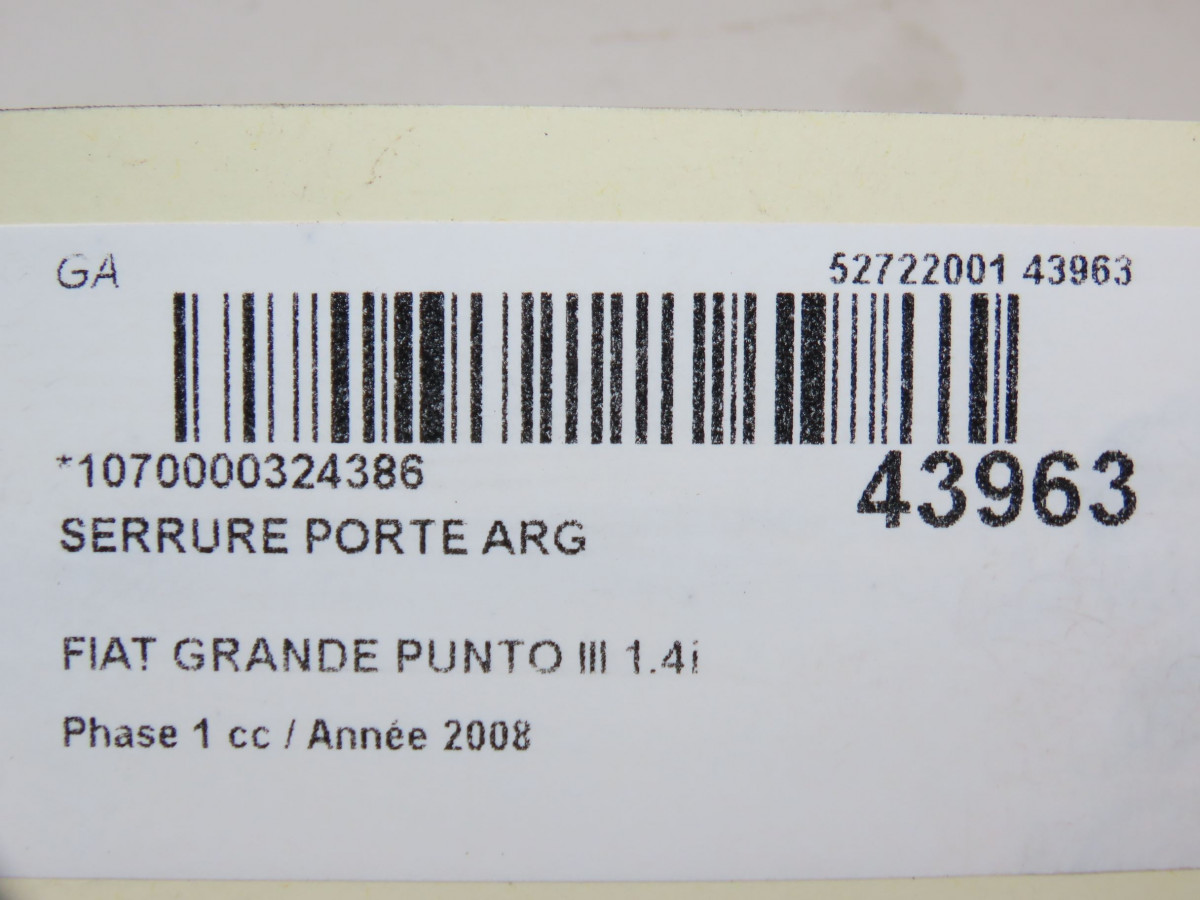 GA 52722001 43963
*1070000324386
43963
SERRURE PORTE ARG
FIAT GRANDE PUNTO III 1.4i
Phase 1 cc / Année 2008